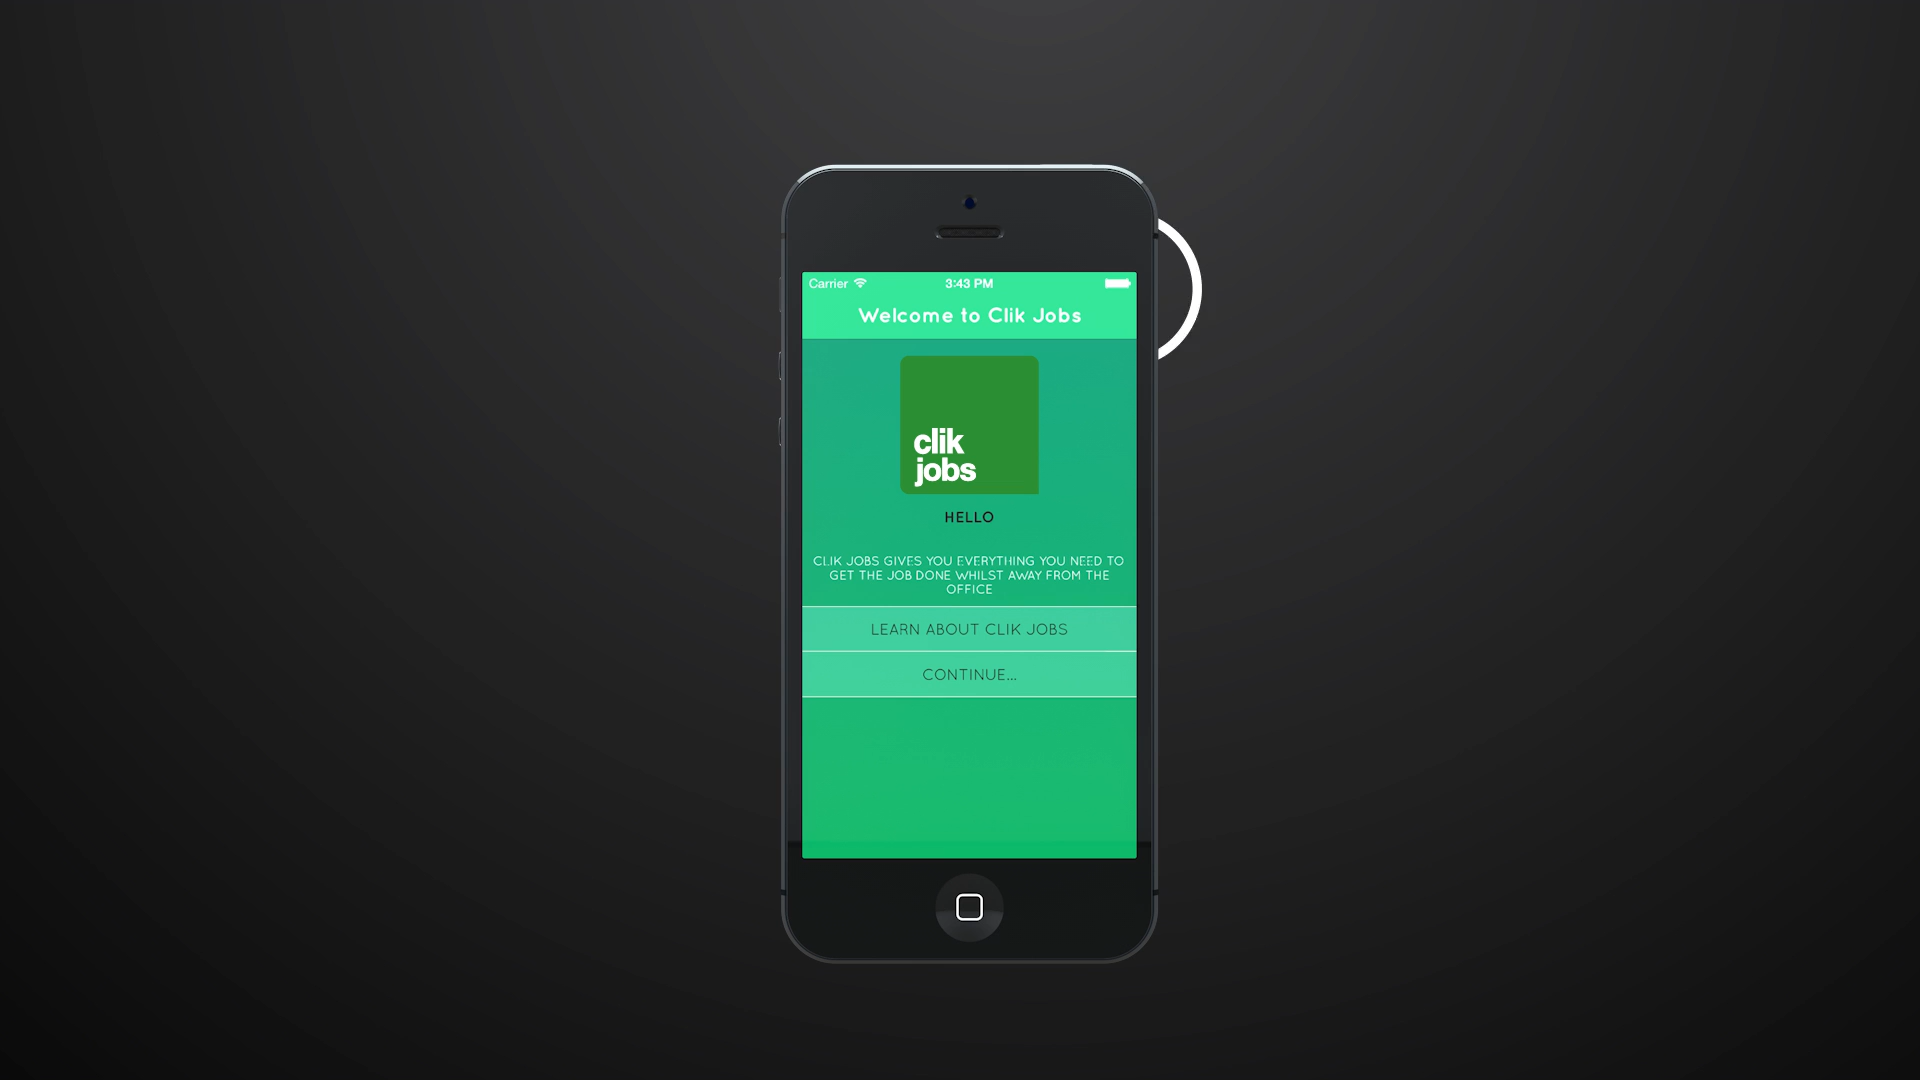 Carrier 3:43 PM
Welcome to Clik Jobs
clik
jobs
HELLO
CLIK JOBS GIVES YOU EVERYTHING YOU NEED TO
GET THE JOB DONE WHILST AWAY FROM THE
OFFICE
LEARN ABOUT CLIK JOBS
CONTINUE...